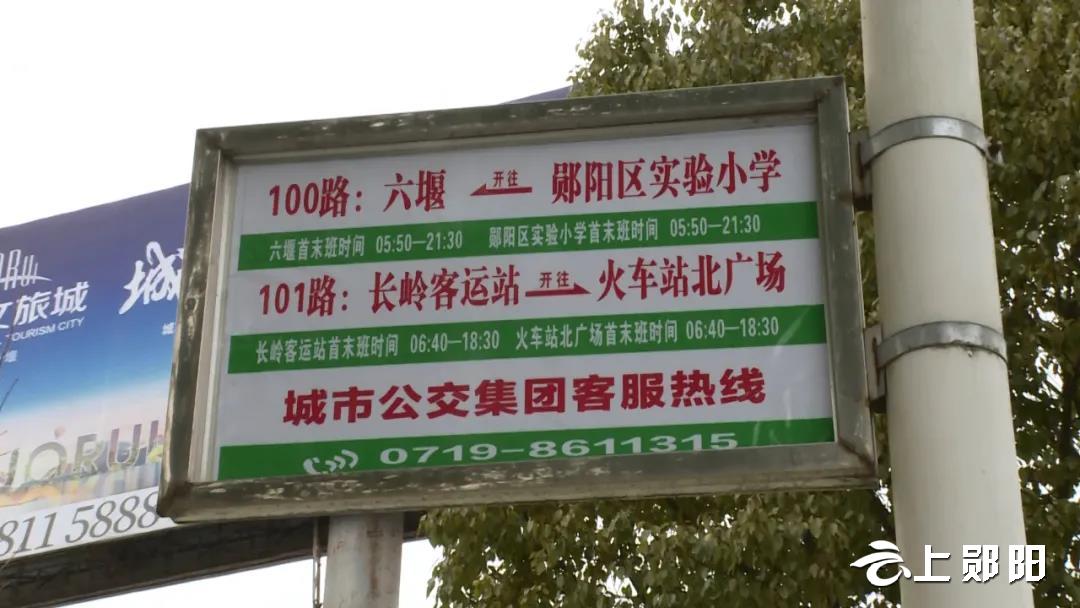 100路：六堰 开往 郧阳区实验小学
六堰首末班时间 05:50—21:30 郧阳区实验小学首末班时间 05:50—21:30
101路：长岭客运站 开往 火车站北广场
长岭客运站首末班时间 06:40—18:30 火车站北广场首末班时间 06:40—18:30
城市公交集团客服热线
0719-8611315
文旅城
TOURISM CITY
城
811 5888
上郧阳